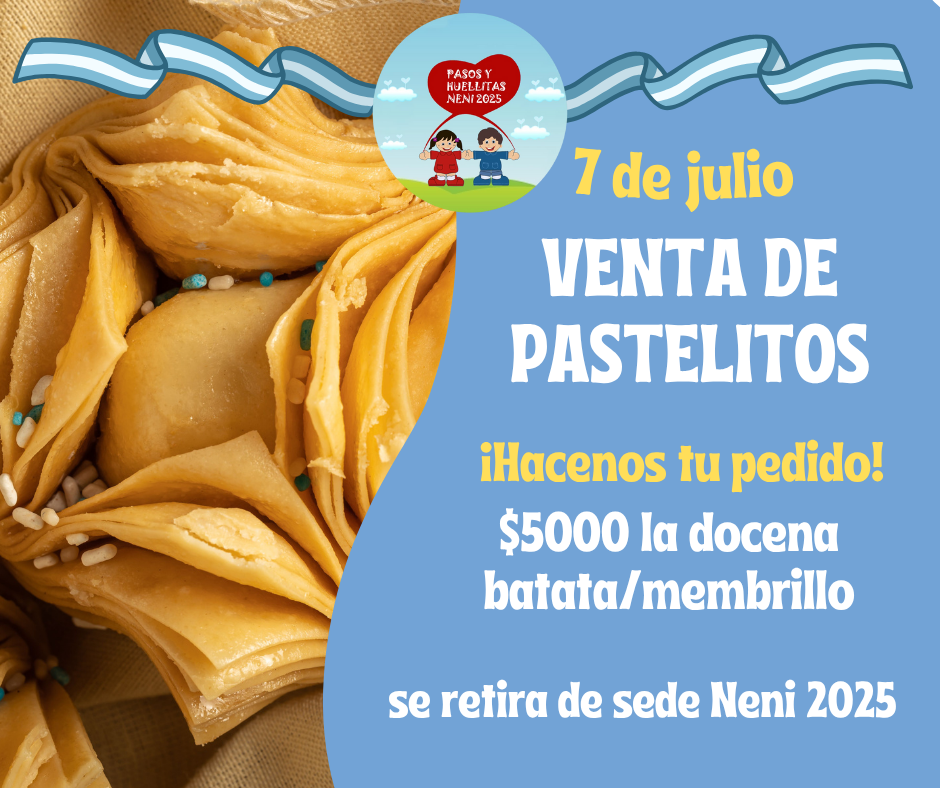 PASOS Y
HUELLITAS
NENI 2025
7 de julio
VENTA DE
PASTELITOS
¡Hacenos tu pedido!
$5000 la docena
batata/membrillo
se retira de sede Neni 2025